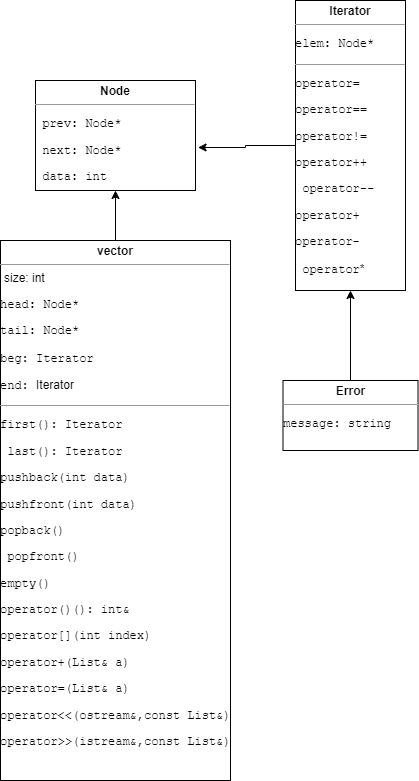 Iterator
elem: Node*
operator=
operator==
operator!=
operator++
operator--
operator+
operator-
operator*
Node
prev: Node*
next: Node*
data: int
vector
size: int
head: Node*
tail: Node*
beg: Iterator
end: Iterator
first(): Iterator
last(): Iterator
pushback(int data)
pushfront(int data)
popback()
popfront()
empty()
operator()(): int&
operator[](int index)
operator+(List& a)
operator=(List& a)
operator<<(ostream&,const List&)
operator>>(istream&,const List&)
Error
message: string